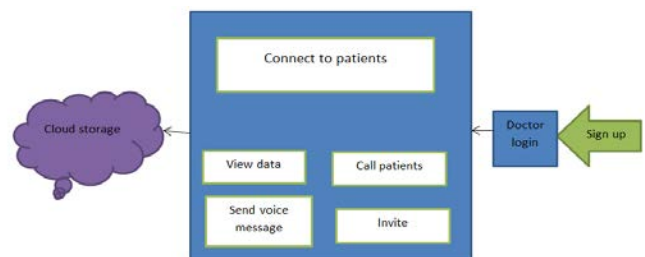 Connect to patients
Cloud storage
Doctor
login
Sign up
View data
Call patients
Send voice
message
Invite